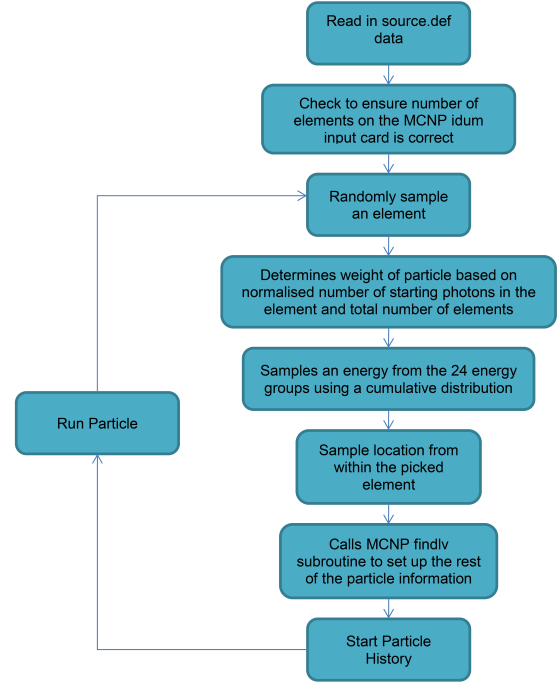 Read in source.def
data
Check to ensure number of
elements on the MCNP idum
input card is correct
Randomly sample
an element
Determines weight of particle based on
normalised number of starting photons in the
element and total number of elements
Samples an energy from the 24 energy
groups using a cumulative distribution
Run Particle
Sample location from
within the picked
element
Calls MCNP findlv
subroutine to set up the rest
of the particle information
Start Particle
History